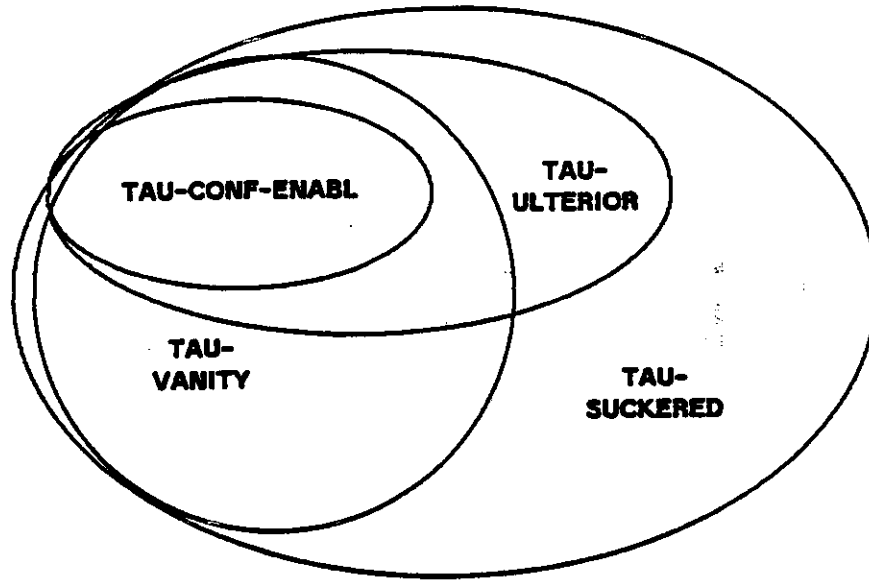 TAU-CONF-ENABL
TAU-
ULTERIOR
TAU-
VANITY
TAU-
SUCKERED